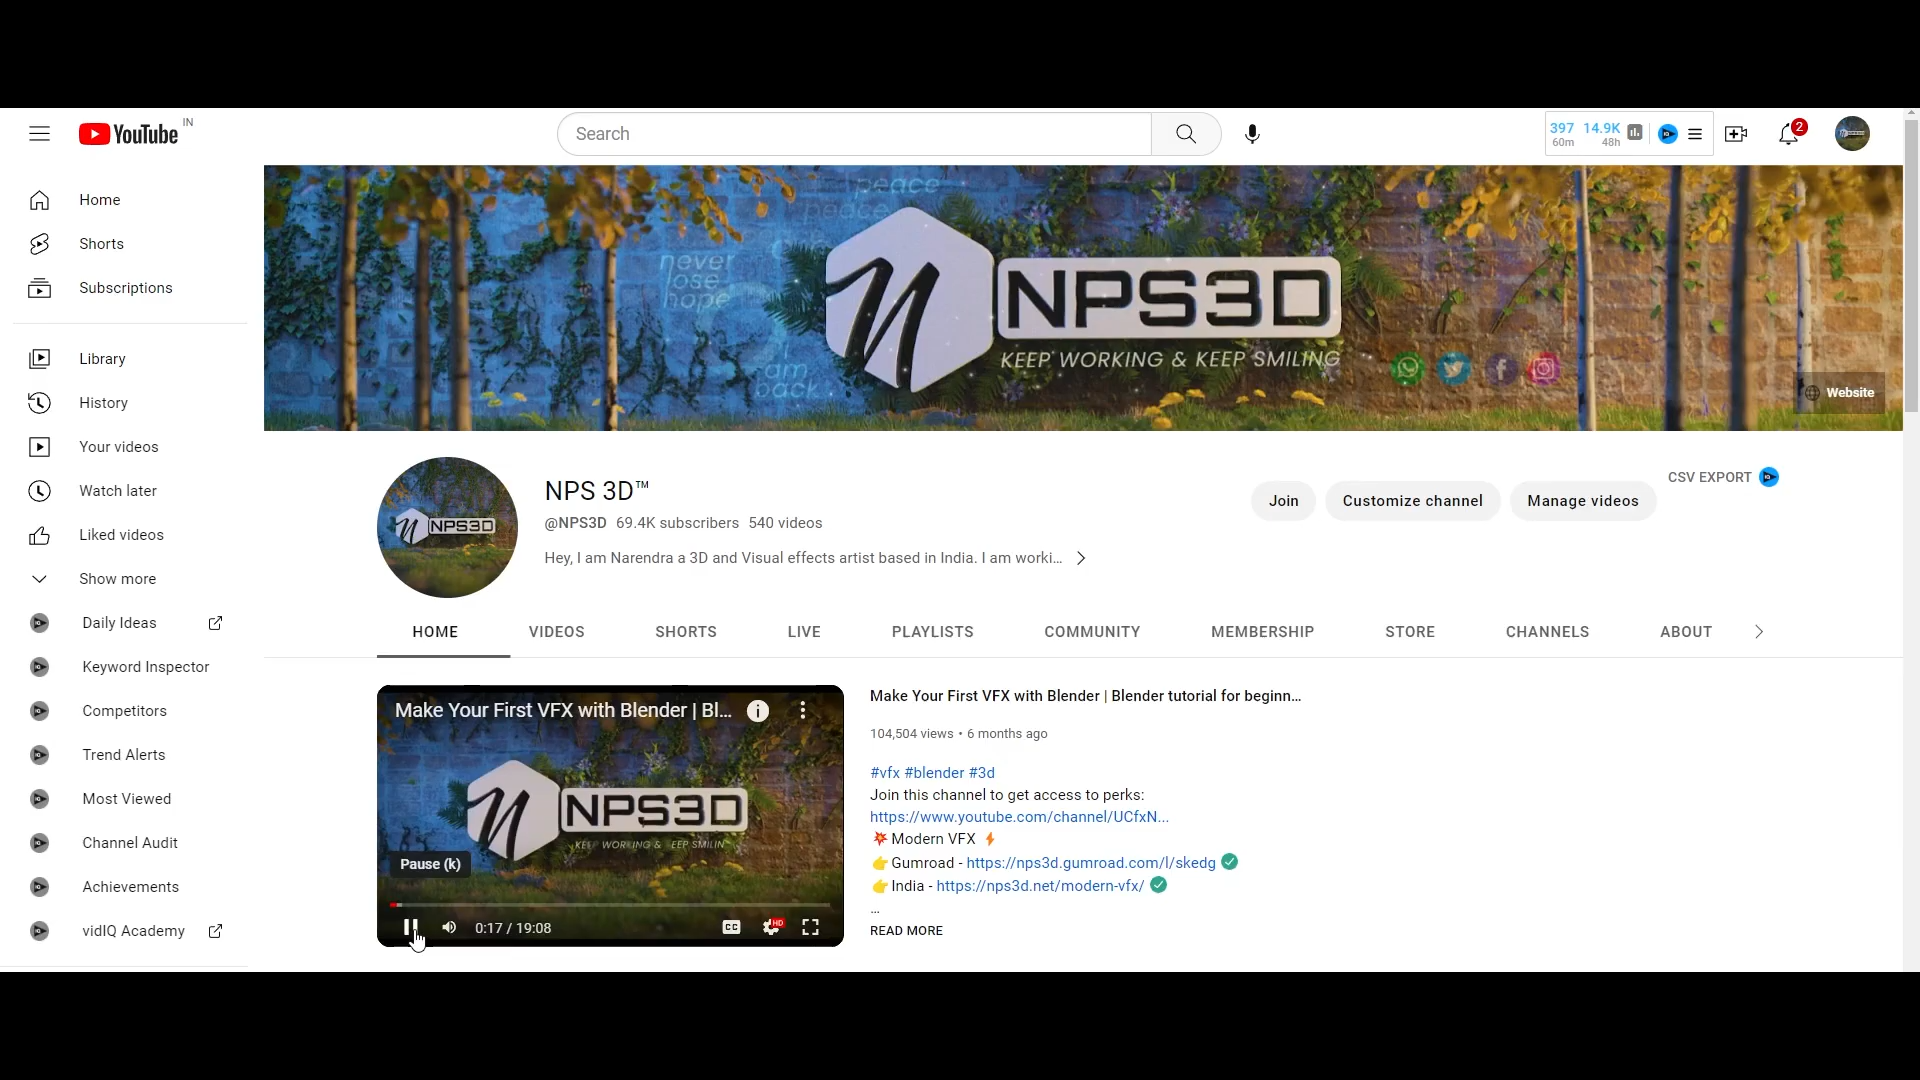 YouTube IN
Search
397 14.9K
60m 48h
2
Home
Shorts
Subscriptions
Library
History
Your videos
Watch later
Liked videos
Show more
Daily Ideas
Keyword Inspector
Competitors
Trend Alerts
Most Viewed
Channel Audit
Achievements
vidIQ Academy
peace
peace
never
lose
hope
am
back
NPS3D
KEEP WORKING & KEEP SMILING
Website
NPS3D
NPS 3D™
@NPS3D 69.4K subscribers 540 videos
Hey, I am Narendra a 3D and Visual effects artist based in India. I am worki...
Join
Customize channel
Manage videos
CSV EXPORT
HOME
VIDEOS
SHORTS
LIVE
PLAYLISTS
COMMUNITY
MEMBERSHIP
STORE
CHANNELS
ABOUT
Make Your First VFX with Blender | Bl...
NPS3D
Pause (k)
0:17 / 19:08
CC
HD
Make Your First VFX with Blender | Blender tutorial for beginn...
104,504 views • 6 months ago
#vfx #blender #3d
Join this channel to get access to perks:
https://www.youtube.com/channel/UCfxN...
💥 Modern VFX ⚡
👉Gumroad - https://nps3d.gumroad.com/l/skedg ✅
👉India - https://nps3d.net/modern-vfx/ ✅
...
READ MORE